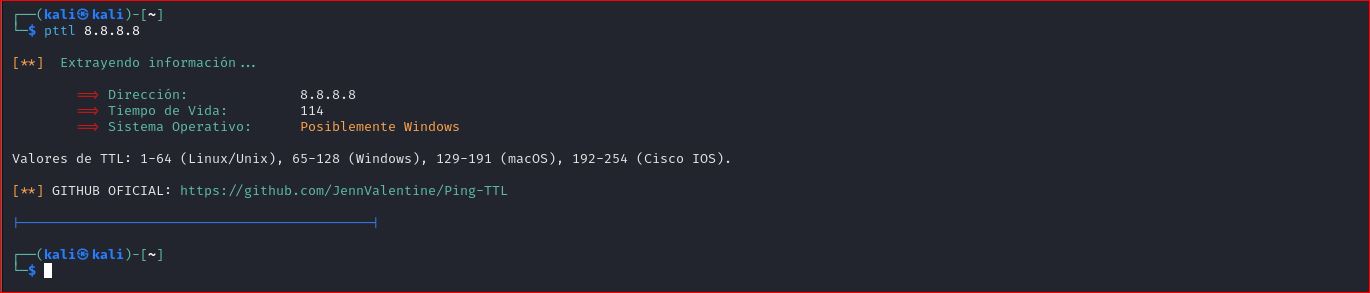 ┌──(kali㉿kali)-[~]
└─$ pttl 8.8.8.8
[**]  Extrayendo información...
==> Dirección: 8.8.8.8
==> Tiempo de Vida: 114
==> Sistema Operativo: Posiblemente Windows
Valores de TTL: 1-64 (Linux/Unix), 65-128 (Windows), 129-191 (macOS), 192-254 (Cisco IOS).
[**] GITHUB OFICIAL: https://github.com/JennValentine/Ping-TTL
|---------------------------------------------|
┌──(kali㉿kali)-[~]
└─$